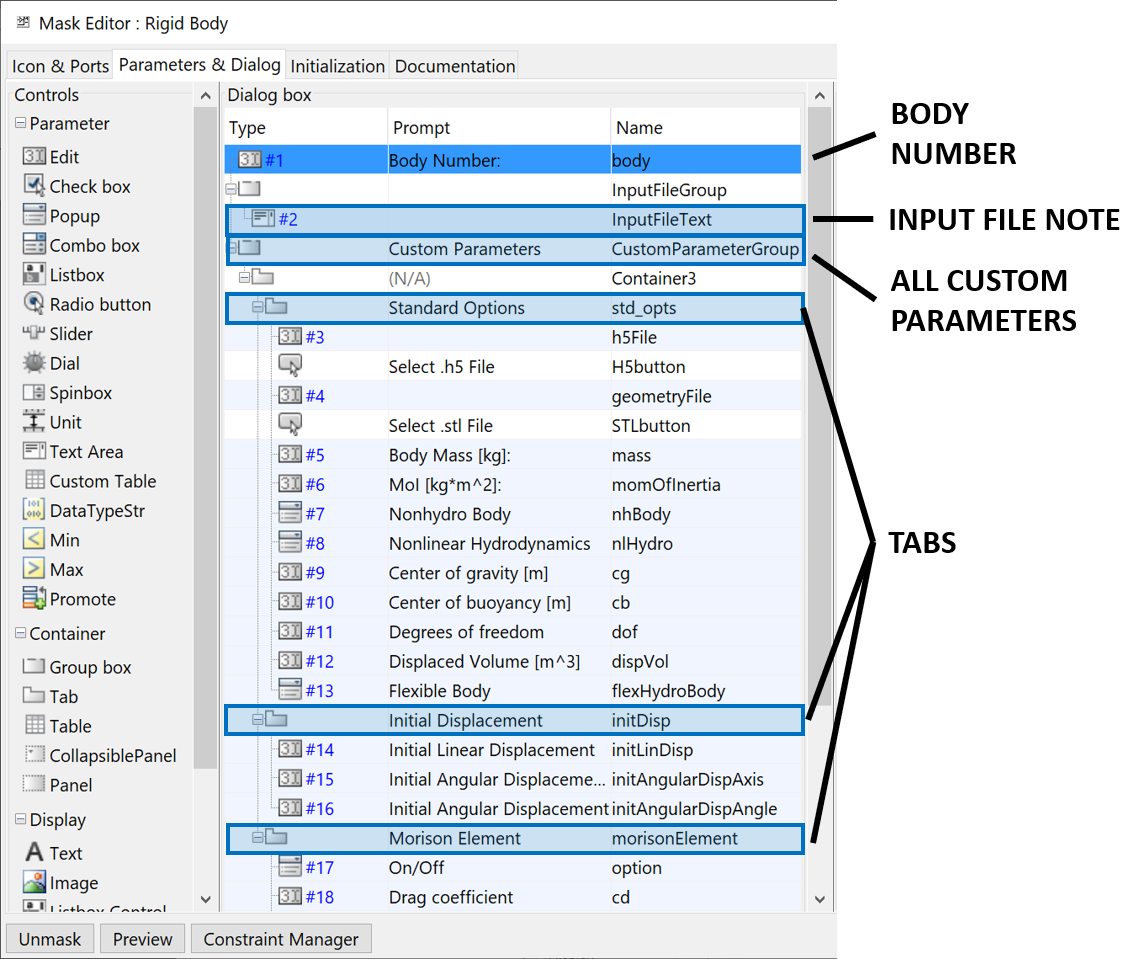 Mask Editor : Rigid Body
Icon & Ports
Parameters & Dialog
Initialization
Documentation
Controls
Parameter
Edit
Check box
Popup
Combo box
Listbox
Radio button
Slider
Dial
Spinbox
Unit
Text Area
Custom Table
DataTypeStr
Min
Max
Promote
Container
Group box
Tab
Table
CollapsiblePanel
Panel
Display
Text
Image
Listbox Control
Dialog box
Type Prompt Name
#1 Body Number: body
InputFileGroup
#2 InputFileText
Custom Parameters CustomParameterGroup
(N/A) Container3
Standard Options std_opts
#3 h5File
Select .h5 File H5button
#4 geometryFile
Select .stl File STLbutton
#5 Body Mass [kg]: mass
#6 MoI [kg*m^2]: momOfInertia
#7 Nonhydro Body nhBody
#8 Nonlinear Hydrodynamics nlHydro
#9 Center of gravity [m] cg
#10 Center of buoyancy [m] cb
#11 Degrees of freedom dof
#12 Displaced Volume [m^3] dispVol
#13 Flexible Body flexHydroBody
Initial Displacement initDisp
#14 Initial Linear Displacement initLinDisp
#15 Initial Angular Displaceme... initAngularDispAxis
#16 Initial Angular Displacement initAngularDispAngle
Morison Element morisonElement
#17 On/Off option
#18 Drag coefficient cd
Unmask
Preview
Constraint Manager
BODY
NUMBER
INPUT FILE NOTE
ALL CUSTOM
PARAMETERS
TABS